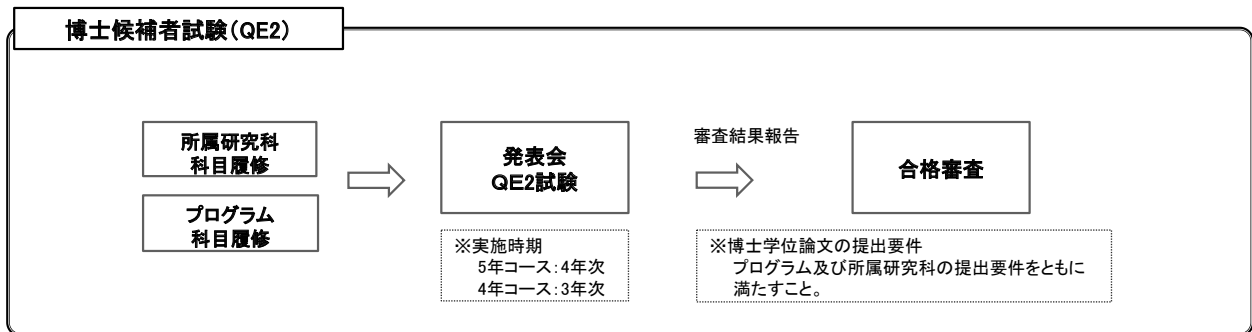 博士候補者試験(QE2)
所属研究科
科目履修
プログラム
科目履修
発表会
QE2試験
※実施時期
5年コース:4年次
4年コース:3年次
審査結果報告
合格審査
※博士学位論文の提出要件
プログラム及び所属研究科の提出要件をともに
満たすこと。